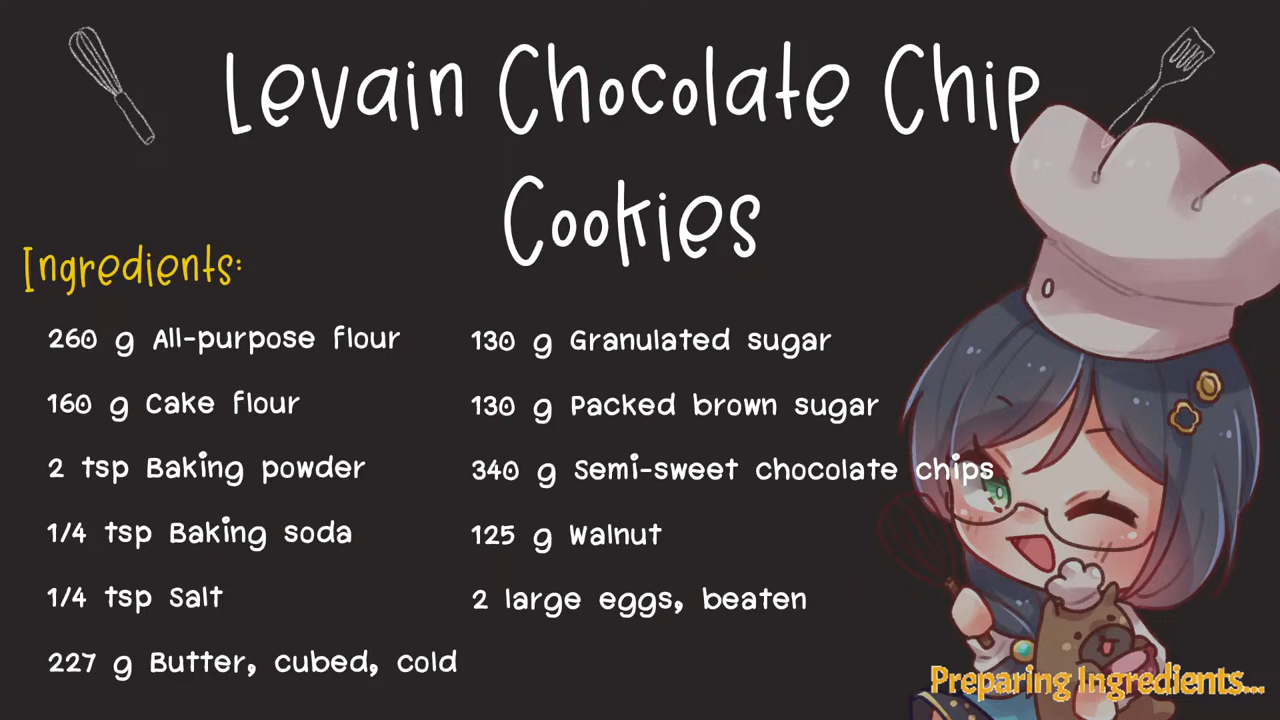 Levain Chocolate Chip
Cookies
Ingredients:
260 g All-purpose flour
160 g Cake flour
2 tsp Baking powder
1/4 tsp Baking soda
1/4 tsp Salt
227 g Butter, cubed, cold
130 g Granulated sugar
130 g Packed brown sugar
340 g Semi-sweet chocolate chips
125 g Walnut
2 large eggs, beaten
Preparing Ingredients...